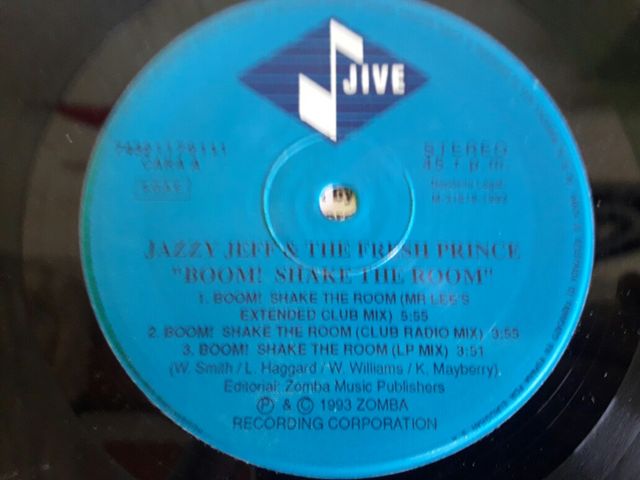 JIVE
CARA A
STEREO
45 r.p.m.
JAZZY JEFF & THE FRESH PRINCE
"BOOM! SHAKE THE ROOM"
1. BOOM! SHAKE THE ROOM (MR LEE'S
EXTENDED CLUB MIX) 5:55
2. BOOM! SHAKE THE ROOM (CLUB RADIO MIX) 3:55
3. BOOM! SHAKE THE ROOM (LP MIX) 3:51
(W. Smith/L. Haggard/W. Williams/K. Mayberry).
Editorial: Zomba Music Publishers
Ⓟ & © 1993 ZOMBA
RECORDING CORPORATION